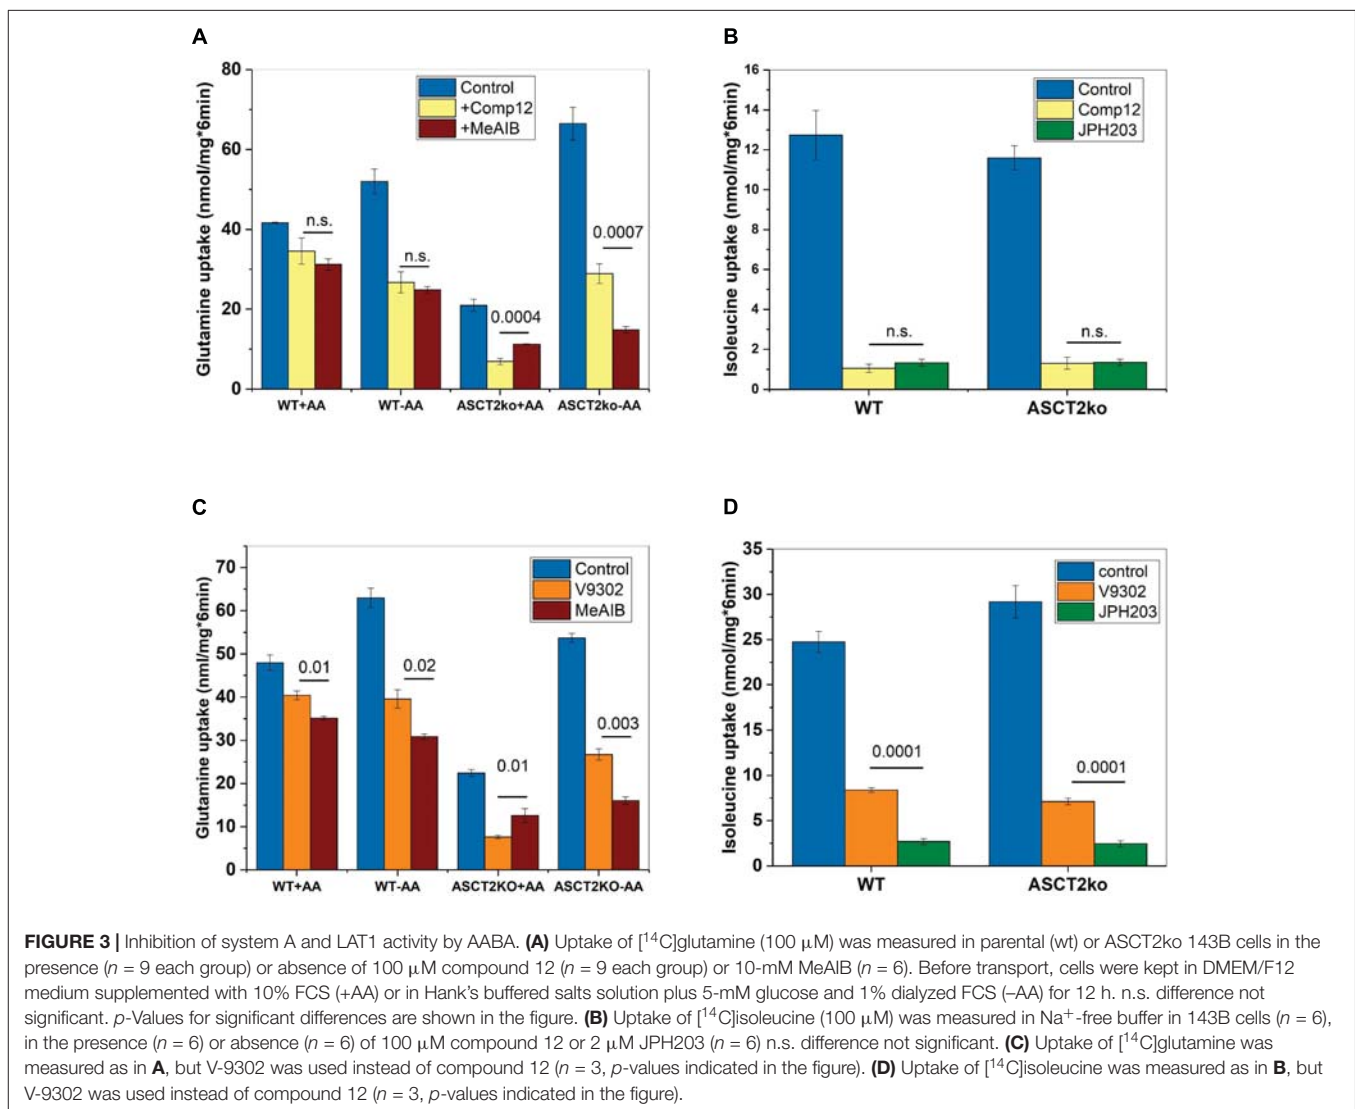 A
Glutamine uptake (nmol/mg*6min)
80
60
40
20
0
Control
+Comp12
+MeAIB
n.s.
n.s.
0.0004
0.0007
WT+AA
WT-AA
ASCT2ko+AA
ASCT2ko-AA
B
Isoleucine uptake (nmol/mg*6min)
16
14
12
10
8
6
4
2
0
Control
Comp12
JPH203
n.s.
n.s.
WT
ASCT2ko
C
Glutamine uptake (nml/mg*6min)
70
60
50
40
30
20
10
0
Control
V9302
MeAIB
0.01
0.02
0.01
0.003
WT+AA
WT-AA
ASCT2KO+AA
ASCT2KO-AA
D
Isoleucine uptake (nmol/mg*6min)
35
30
25
20
15
10
5
0
control
V9302
JPH203
0.0001
0.0001
WT
ASCT2ko
FIGURE 3 | Inhibition of system A and LAT1 activity by AABA. (A) Uptake of [¹⁴C]glutamine (100 μM) was measured in parental (wt) or ASCT2ko 143B cells in the
presence (n = 9 each group) or absence of 100 μM compound 12 (n = 9 each group) or 10-mM MeAIB (n = 6). Before transport, cells were kept in DMEM/F12
medium supplemented with 10% FCS (+AA) or in Hank's buffered salts solution plus 5-mM glucose and 1% dialyzed FCS (–AA) for 12 h. n.s. difference not
significant. p-Values for significant differences are shown in the figure. (B) Uptake of [¹⁴C]isoleucine (100 μM) was measured in Na⁺-free buffer in 143B cells (n = 6),
in the presence (n = 6) or absence (n = 6) of 100 μM compound 12 or 2 μM JPH203 (n = 6) n.s. difference not significant. (C) Uptake of [¹⁴C]glutamine was
measured as in A, but V-9302 was used instead of compound 12 (n = 3, p-values indicated in the figure). (D) Uptake of [¹⁴C]isoleucine was measured as in B, but
V-9302 was used instead of compound 12 (n = 3, p-values indicated in the figure).